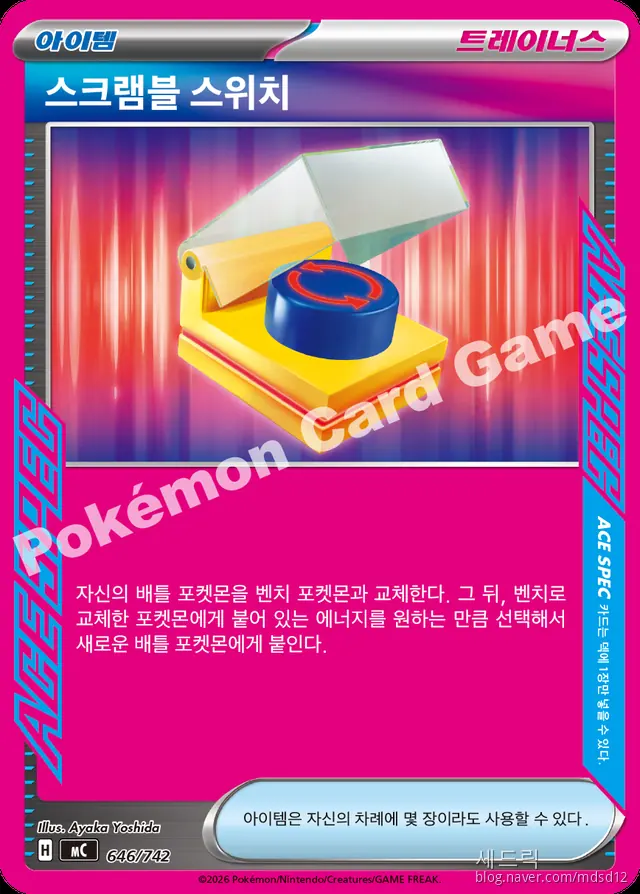 아이템
트레이너스
스크램블 스위치
Pokémon Card Game
ACE SPEC
ACE SPEC
ACE SPEC 카드는 덱에 1장만 넣을 수 있다.
자신의 배틀 포켓몬을 벤치 포켓몬과 교체한다. 그 뒤, 벤치로
교체한 포켓몬에게 붙어 있는 에너지를 원하는 만큼 선택해서
새로운 배틀 포켓몬에게 붙인다.
아이템은 자신의 차례에 몇 장이라도 사용할 수 있다.
Illus. Ayaka Yoshida
H MC 646/742
©2026 Pokémon/Nintendo/Creatures/GAME FREAK.
세드릭
blog.naver.com/mdsd12